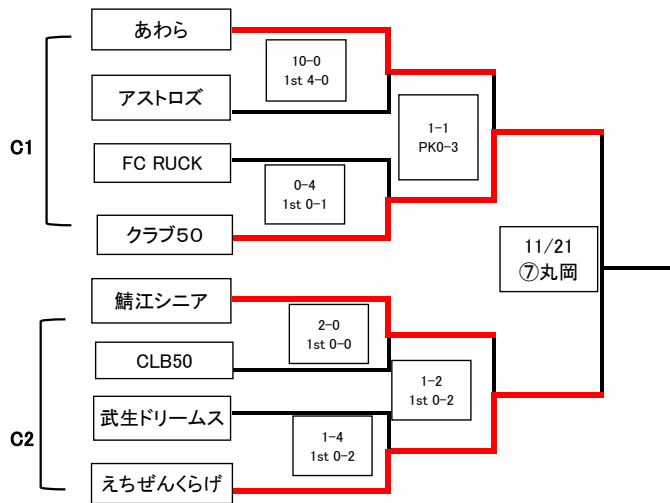 あわら
10-0
1st 4-0
アストロズ
C1
1-1
PK0-3
FC RUCK
0-4
1st 0-1
クラブ50
11/21
⑦丸岡
鯖江シニア
2-0
1st 0-0
CLB50
1-2
1st 0-2
武生ドリームス
C2
1-4
1st 0-2
えちぜんくらげ